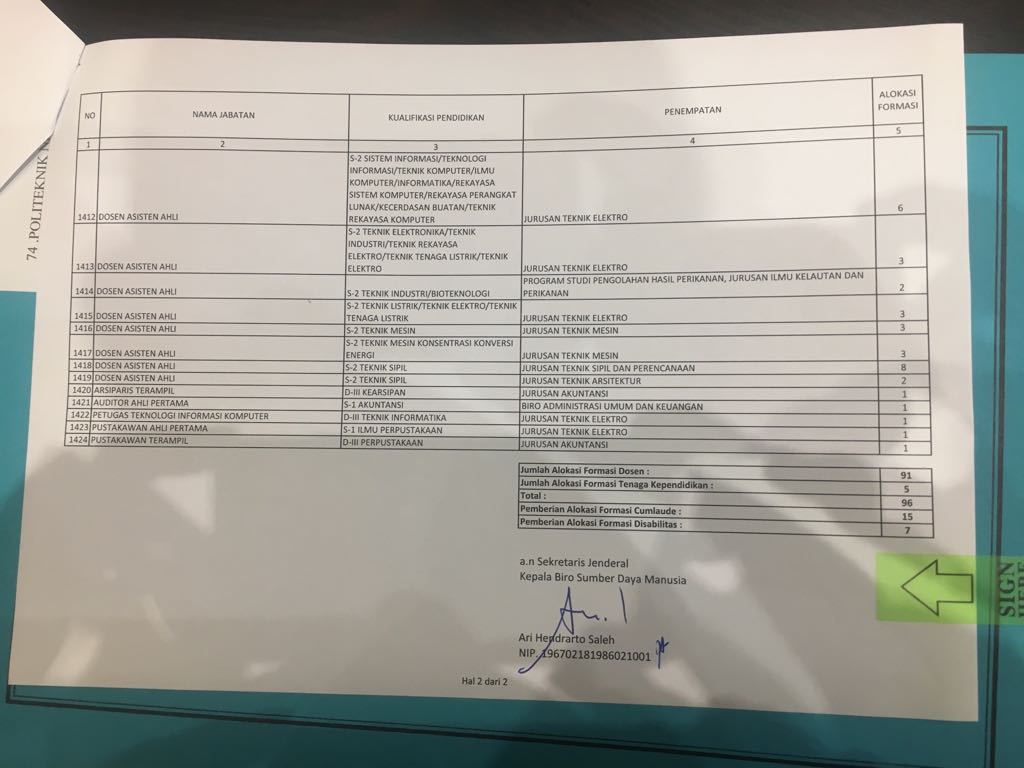 74 .POLITEKNIK N
NO NAMA JABATAN KUALIFIKASI PENDIDIKAN PENEMPATAN ALOKASI FORMASI
1 2 3 4 5
S-2 SISTEM INFORMASI/TEKNOLOGI
INFORMASI/TEKNIK KOMPUTER/ILMU
KOMPUTER/INFORMATIKA/REKAYASA
SISTEM KOMPUTER/REKAYASA PERANGKAT
LUNAK/KECERDASAN BUATAN/TEKNIK
1412 DOSEN ASISTEN AHLI REKAYASA KOMPUTER JURUSAN TEKNIK ELEKTRO 6
S-2 TEKNIK ELEKTRONIKA/TEKNIK
INDUSTRI/TEKNIK REKAYASA
ELEKTRO/TEKNIK TENAGA LISTRIK/TEKNIK
1413 DOSEN ASISTEN AHLI ELEKTRO JURUSAN TEKNIK ELEKTRO 3
PROGRAM STUDI PENGOLAHAN HASIL PERIKANAN, JURUSAN ILMU KELAUTAN DAN
1414 DOSEN ASISTEN AHLI S-2 TEKNIK INDUSTRI/BIOTEKNOLOGI PERIKANAN 2
S-2 TEKNIK LISTRIK/TEKNIK ELEKTRO/TEKNIK
1415 DOSEN ASISTEN AHLI TENAGA LISTRIK JURUSAN TEKNIK ELEKTRO 3
1416 DOSEN ASISTEN AHLI S-2 TEKNIK MESIN JURUSAN TEKNIK MESIN 3
S-2 TEKNIK MESIN KONSENTRASI KONVERSI
1417 DOSEN ASISTEN AHLI ENERGI JURUSAN TEKNIK MESIN 3
1418 DOSEN ASISTEN AHLI S-2 TEKNIK SIPIL JURUSAN TEKNIK SIPIL DAN PERENCANAAN 8
1419 DOSEN ASISTEN AHLI S-2 TEKNIK SIPIL JURUSAN TEKNIK ARSITEKTUR 2
1420 ARSIPARIS TERAMPIL D-III KEARSIPAN JURUSAN AKUNTANSI 1
1421 AUDITOR AHLI PERTAMA S-1 AKUNTANSI BIRO ADMINISTRASI UMUM DAN KEUANGAN 1
1422 PETUGAS TEKNOLOGI INFORMASI KOMPUTER D-III TEKNIK INFORMATIKA JURUSAN TEKNIK ELEKTRO 1
1423 PUSTAKAWAN AHLI PERTAMA S-1 ILMU PERPUSTAKAAN JURUSAN TEKNIK ELEKTRO 1
1424 PUSTAKAWAN TERAMPIL D-III PERPUSTAKAAN JURUSAN AKUNTANSI 1
Jumlah Alokasi Formasi Dosen : 91
Jumlah Alokasi Formasi Tenaga Kependidikan : 5
Total : 96
Pemberian Alokasi Formasi Cumlaude : 15
Pemberian Alokasi Formasi Disabilitas : 7
a.n Sekretaris Jenderal
Kepala Biro Sumber Daya Manusia
Ari Hendrarto Saleh
NIP. 196702181986021001
Hal 2 dari 2
SIGN
HERE